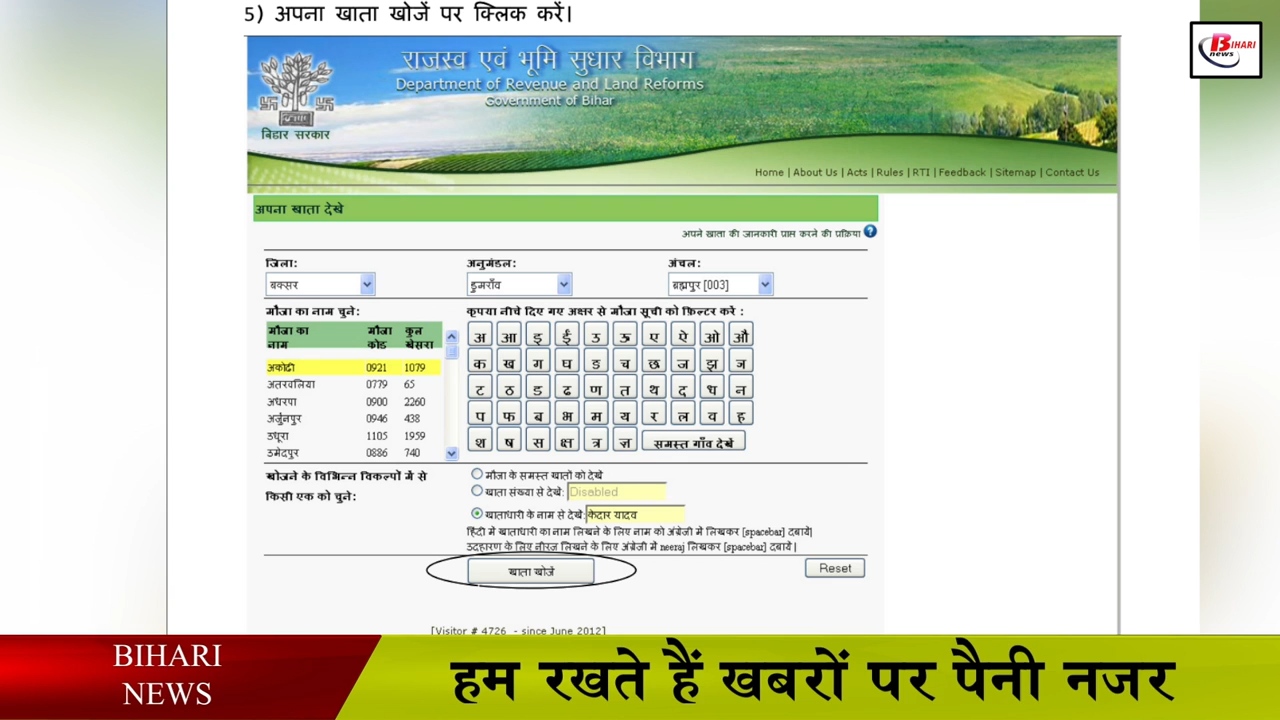 5) अपना खाता खोजें पर क्लिक करें।
BIHARI
news
राजस्व एवं भूमि सुधार विभाग
Department of Revenue and Land Reforms
Government of Bihar
बिहार सरकार
Home | About Us | Acts | Rules | RTI | Feedback | Sitemap | Contact Us
अपना खाता देखे
अपने खाता की जानकारी प्राप्त करने की प्रक्रिया ?
जिला: अनुमंडल: अंचल:
बक्सर डुमराँव ब्रह्मपुर [003]
मौजा का नाम चुने: कृपया नीचे दिए गए अक्षर से मौजा सूची को फ़िल्टर करें :
मौजा का नाम मौजा कोड कुल खेसरा
अकोढी 0921 1079
अतरवलिया 0779 65
अधरपा 0900 2260
अर्जुनपुर 0946 438
उधूरा 1105 1959
उमेदपुर 0886 740
अ आ इ ई उ ऊ ए ऐ ओ औ
क ख ग घ ङ च छ ज झ ञ
ट ठ ड ढ ण त थ द ध न
प फ ब भ म य र ल व ह
श ष स क्ष त्र ज्ञ समस्त गाँव देखें
खोजने के विभिन्न विकल्पों में से
किसी एक को चुने:
मौजा के समस्त खातों को देखे
खाता संख्या से देखे: Disabled
खाताधारी के नाम से देखे: केदार यादव
हिंदी में खाताधारी का नाम लिखने के लिए नाम को अंग्रेजी में लिखकर [spacebar] दबाये|
उदहारण के लिए नीरज लिखने के लिए अंग्रेजी में neeraj लिखकर [spacebar] दबाये |
खाता खोजें
Reset
[Visitor # 4726 - since June 2012]
BIHARI
NEWS
हम रखते हैं खबरों पर पैनी नजर